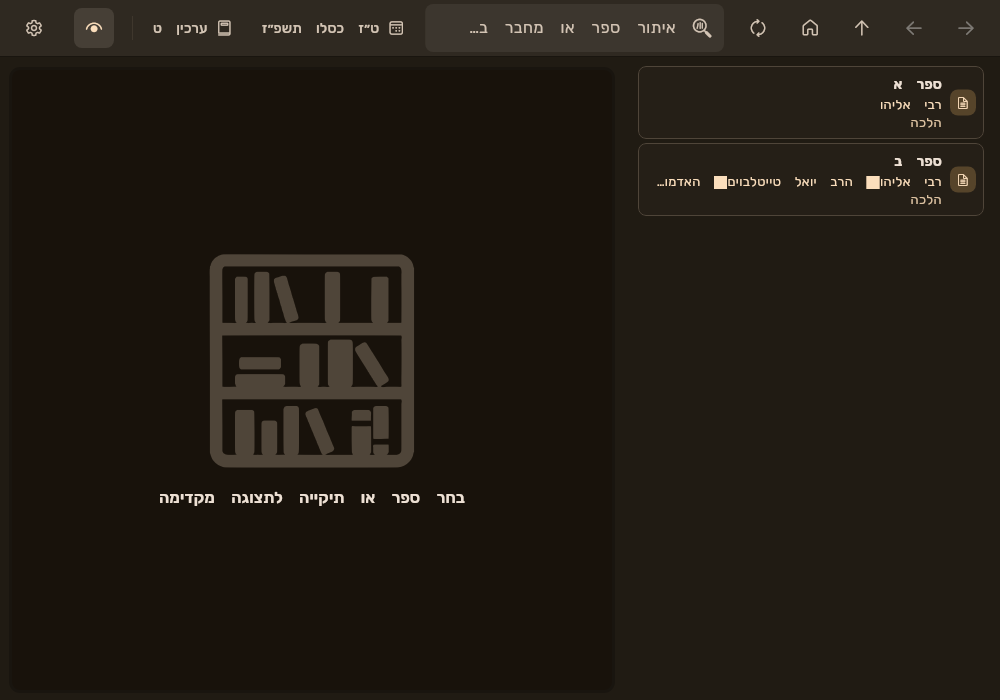 איתור ספר או מחבר ב...
ט״ז כסלו תשפ״ז
ערכין ט
ספר א
רבי אליהו
הלכה
ספר ב
רבי אליהו הרב יואל טייטלבוים האדמו...
הלכה
בחר ספר או תיקייה לתצוגה מקדימה